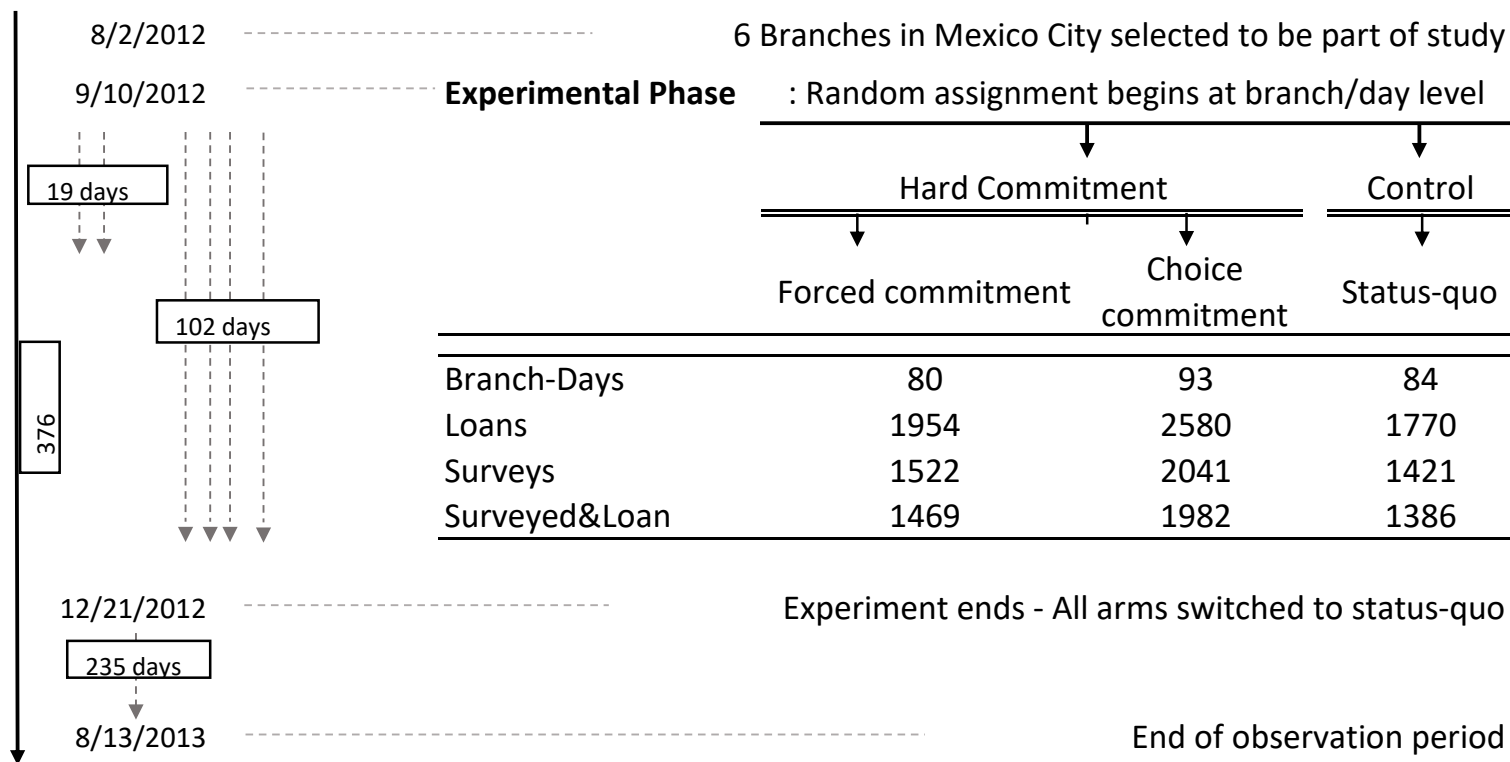 8/2/2012 6 Branches in Mexico City selected to be part of study
9/10/2012 Experimental Phase : Random assignment begins at branch/day level
19 days
Hard Commitment Control
Forced commitment Choice commitment Status-quo
102 days
376
Branch-Days 80 93 84
Loans 1954 2580 1770
Surveys 1522 2041 1421
Surveyed&Loan 1469 1982 1386
12/21/2012 Experiment ends - All arms switched to status-quo
235 days
8/13/2013 End of observation period